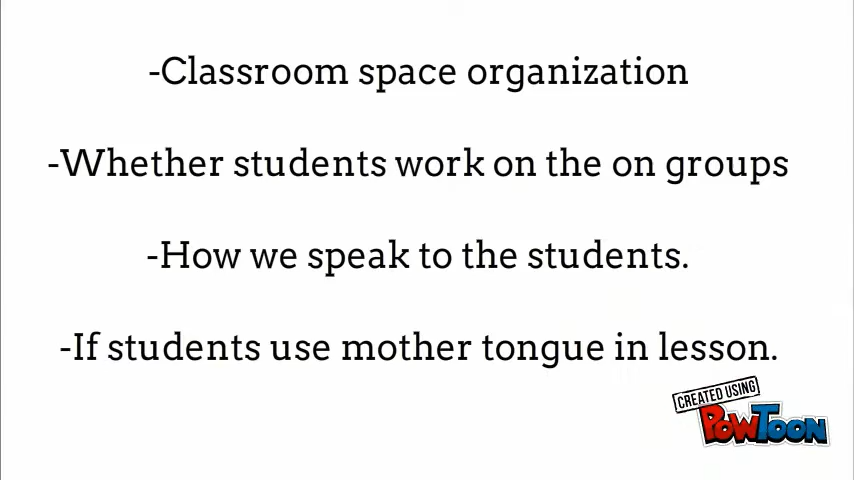 -Classroom space organization
-Whether students work on the on groups
-How we speak to the students.
-If students use mother tongue in lesson.
CREATED USING
POWTOON